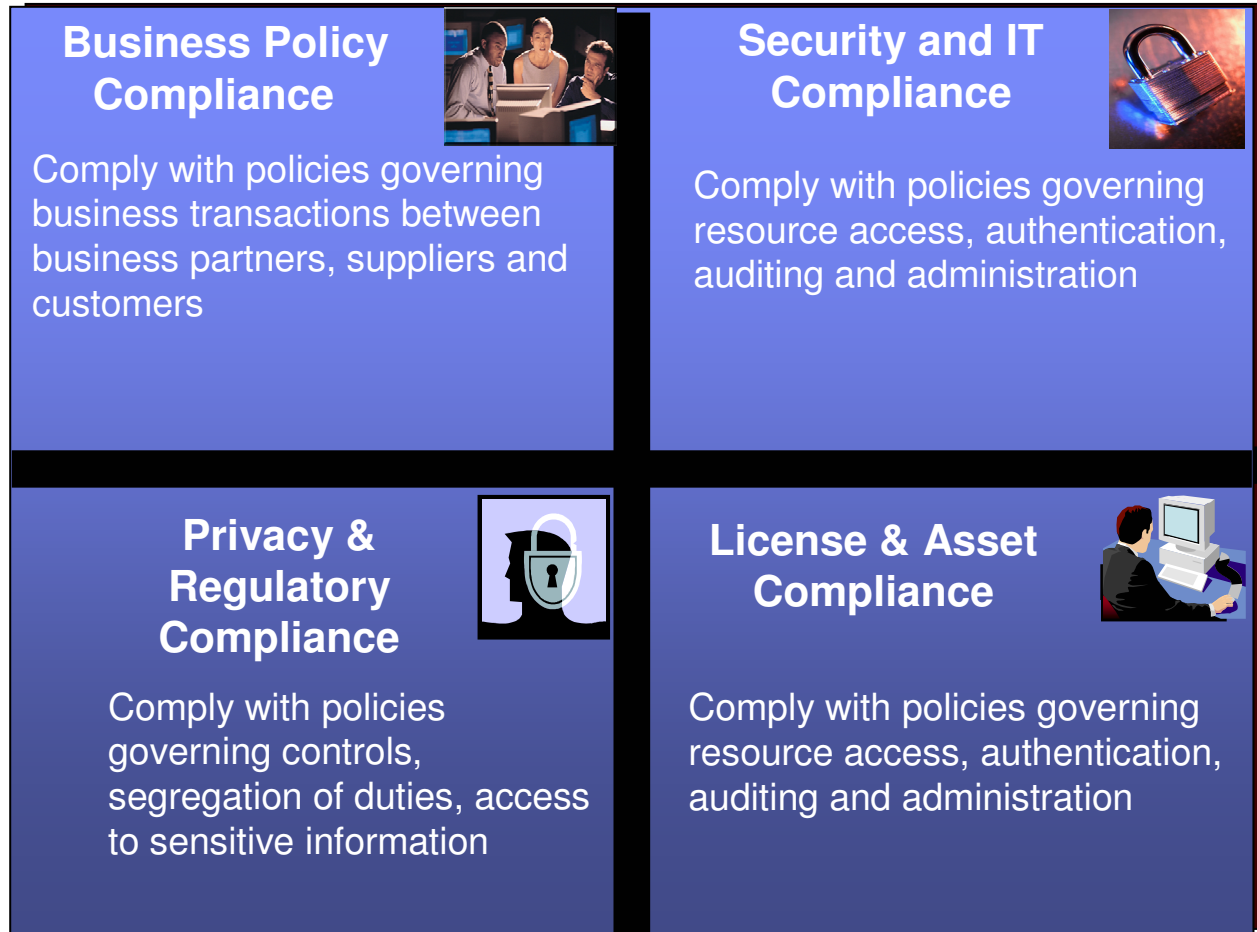 Business Policy
Compliance
Comply with policies governing
business transactions between
business partners, suppliers and
customers
Security and IT
Compliance
Comply with policies governing
resource access, authentication,
auditing and administration
Privacy &
Regulatory
Compliance
Comply with policies
governing controls,
segregation of duties, access
to sensitive information
License & Asset
Compliance
Comply with policies governing
resource access, authentication,
auditing and administration